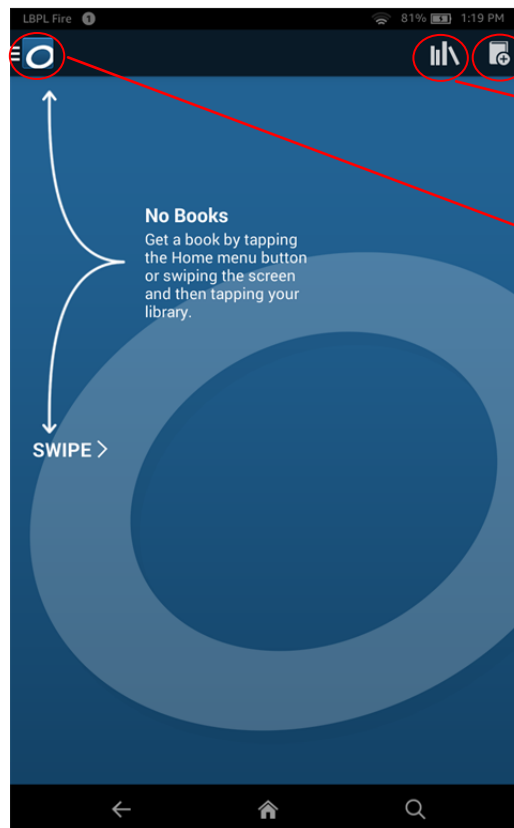 LBPL Fire 1 81% 1:19 PM
No Books
Get a book by tapping
the Home menu button
or swiping the screen
and then tapping your
library.
SWIPE